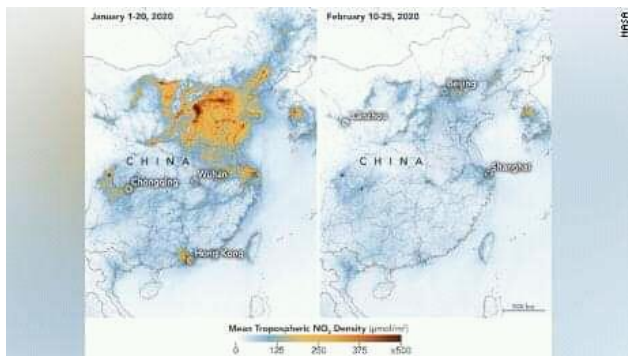 January 1-20, 2020
February 10-25, 2020
NASA
Beijing
Lanzhou
CHINA
CHINA
Chongqing
Wuhan
Shanghai
Hong Kong
Mean Tropospheric NO₂ Density (μmol/m²)
0 125 250 375 ≥500